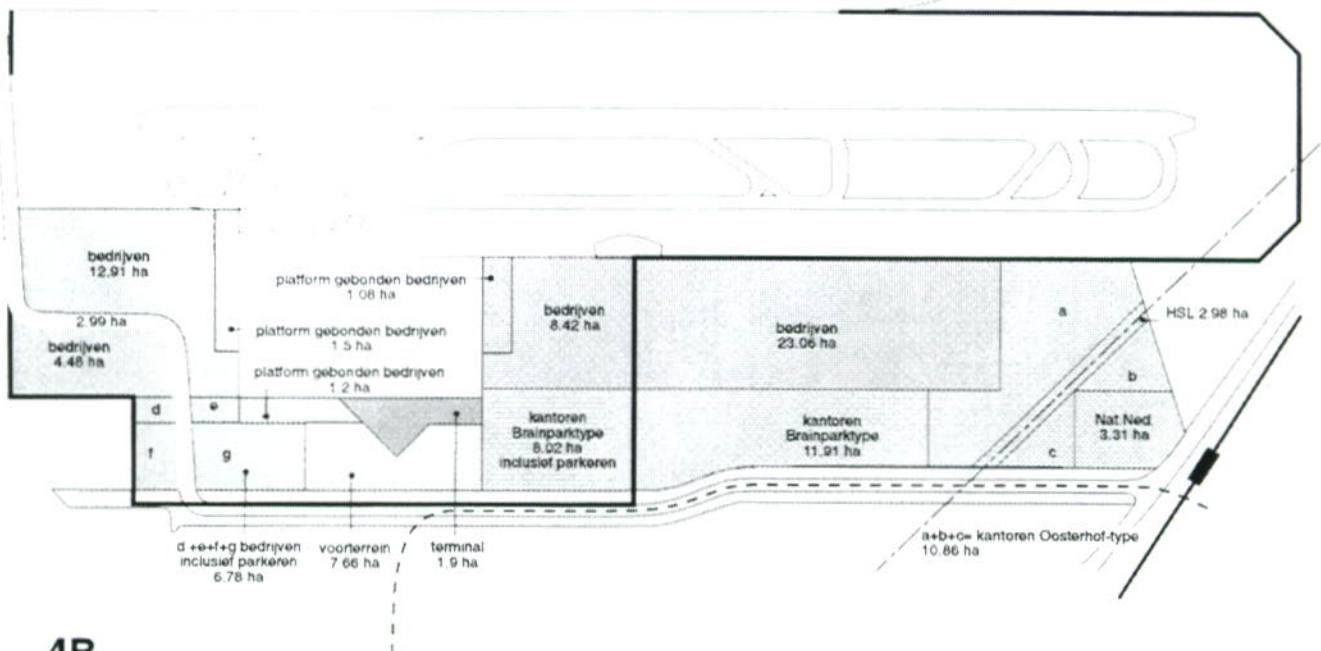 bedrijven
12.91 ha
2.99 ha
bedrijven
4.48 ha
platform gebonden bedrijven
1.08 ha
platform gebonden bedrijven
1.5 ha
platform gebonden bedrijven
1.2 ha
bedrijven
8.42 ha
bedrijven
23.06 ha
a
HSL 2.98 ha
b
d
e
f
g
kantoren
Brainparktype
8.02 ha
inclusief parkeren
kantoren
Brainparktype
11.91 ha
Nat.Ned.
3.31 ha
c
d +e+f+g bedrijven
inclusief parkeren
6.78 ha
voorterrein
7.66 ha
terminal
1.9 ha
a+b+c= kantoren Oosterhof-type
10.86 ha
4B